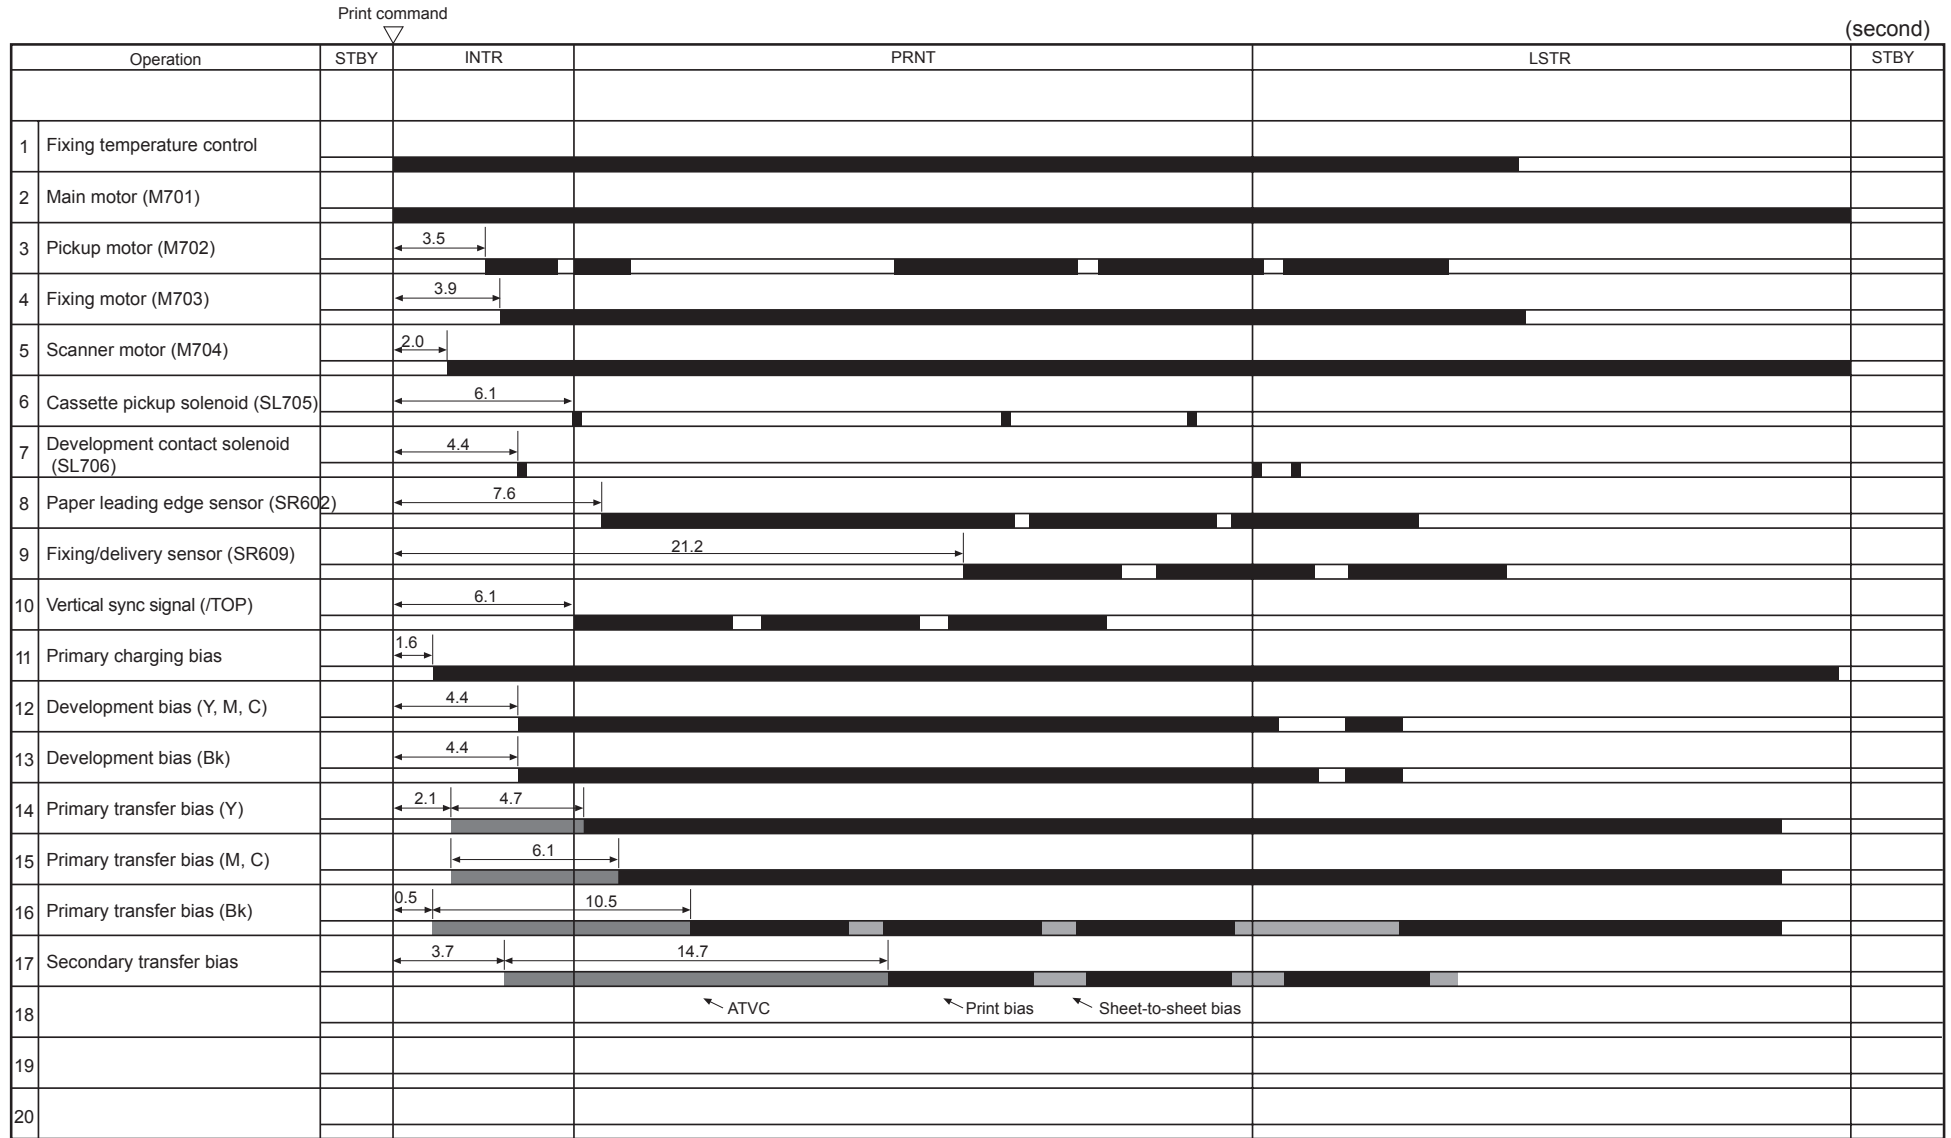 Print command
(second)
Operation STBY INTR PRNT LSTR STBY
1 Fixing temperature control
2 Main motor (M701)
3 Pickup motor (M702) 3.5
4 Fixing motor (M703) 3.9
5 Scanner motor (M704) 2.0
6 Cassette pickup solenoid (SL705) 6.1
7 Development contact solenoid 4.4
(SL706)
8 Paper leading edge sensor (SR602) 7.6
9 Fixing/delivery sensor (SR609) 21.2
10 Vertical sync signal (/TOP) 6.1
11 Primary charging bias 1.6
12 Development bias (Y, M, C) 4.4
13 Development bias (Bk) 4.4
14 Primary transfer bias (Y) 2.1 4.7
15 Primary transfer bias (M, C) 6.1
16 Primary transfer bias (Bk) 0.5 10.5
17 Secondary transfer bias 3.7 14.7
18 ATVC Print bias Sheet-to-sheet bias
19
20